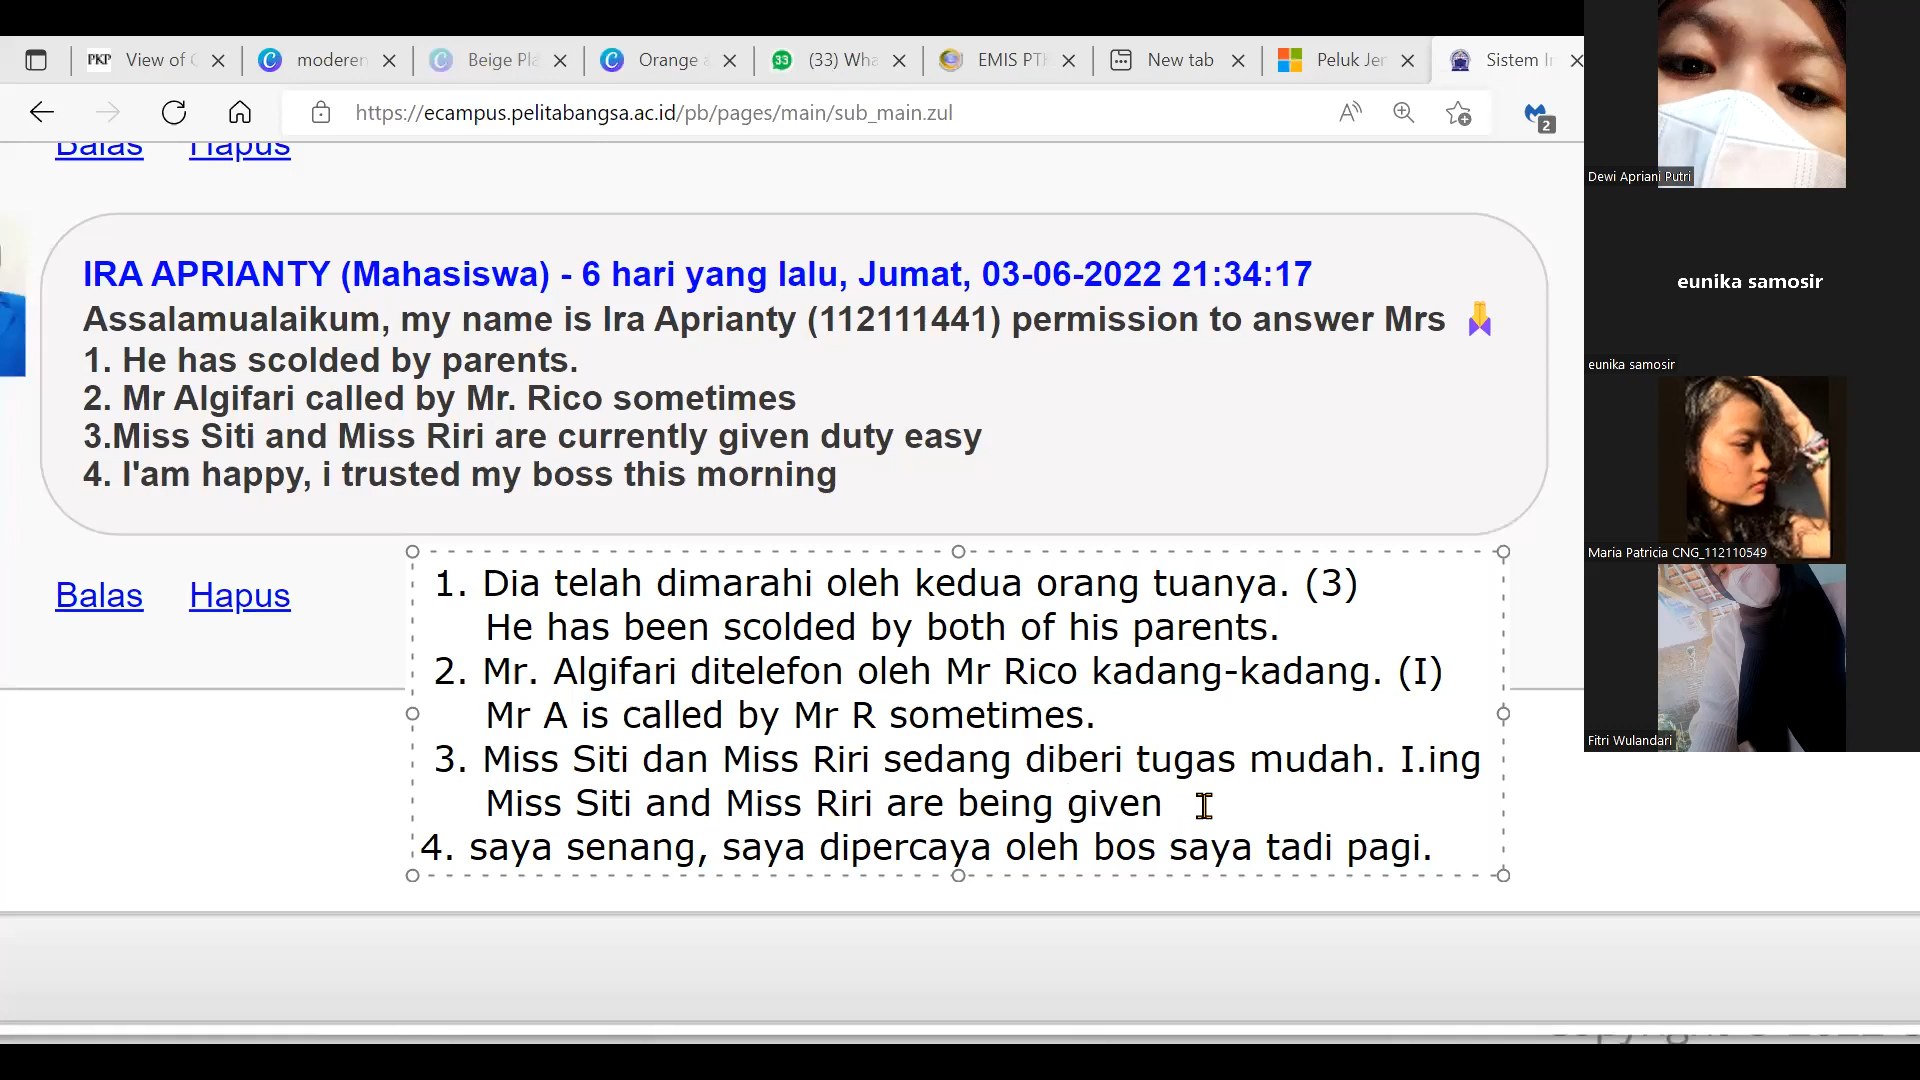 PKP View of
moderen
Beige Pla
Orange
33 (33) Wha
EMIS PT
New tab
Peluk Jer
Sistem
https://ecampus.pelitabangsa.ac.id/pb/pages/main/sub_main.zul
2
Balas Hapus
IRA APRIANTY (Mahasiswa) - 6 hari yang lalu, Jumat, 03-06-2022 21:34:17
Assalamualaikum, my name is Ira Aprianty (112111441) permission to answer Mrs 🙏
1. He has scolded by parents.
2. Mr Algifari called by Mr. Rico sometimes
3.Miss Siti and Miss Riri are currently given duty easy
4. I'am happy, i trusted my boss this morning
Balas Hapus
1. Dia telah dimarahi oleh kedua orang tuanya. (3)
He has been scolded by both of his parents.
2. Mr. Algifari ditelefon oleh Mr Rico kadang-kadang. (I)
Mr A is called by Mr R sometimes.
3. Miss Siti dan Miss Riri sedang diberi tugas mudah. I.ing
Miss Siti and Miss Riri are being given
4. saya senang, saya dipercaya oleh bos saya tadi pagi.
Dewi Apriani Putri
eunika samosir
eunika samosir
Maria Patricia CNG_112110549
Fitri Wulandari